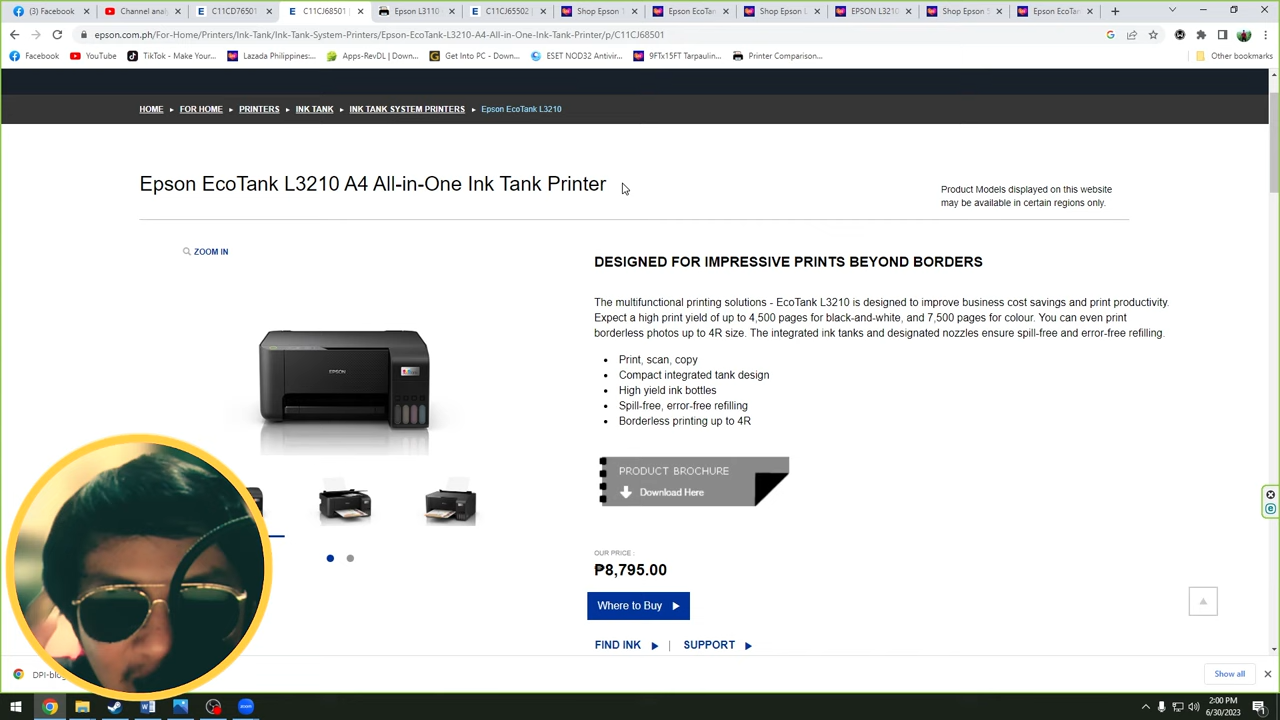 (3) Facebook
Channel analy
C11CD76501
C11CJ68501
Epson L3110 -
C11CJ65502
Shop Epson 1
Epson EcoTan
Shop Epson L
EPSON L3210
Shop Epson
Epson EcoTan
epson.com.ph/For-Home/Printers/Ink-Tank/Ink-Tank-System-Printers/Epson-EcoTank-L3210-A4-All-in-One-Ink-Tank-Printer/p/C11CJ68501
Facebook
YouTube
TikTok - Make Your...
Lazada Philippines:...
Apps-RevDL | Down...
Get Into PC - Down...
ESET NOD32 Antivir...
9FTx15FT Tarpaulin...
Printer Comparison...
Other bookmarks
HOME ▸ FOR HOME ▸ PRINTERS ▸ INK TANK ▸ INK TANK SYSTEM PRINTERS ▸ Epson EcoTank L3210
Epson EcoTank L3210 A4 All-in-One Ink Tank Printer
Product Models displayed on this website
may be available in certain regions only.
ZOOM IN
DESIGNED FOR IMPRESSIVE PRINTS BEYOND BORDERS
The multifunctional printing solutions - EcoTank L3210 is designed to improve business cost savings and print productivity.
Expect a high print yield of up to 4,500 pages for black-and-white, and 7,500 pages for colour. You can even print
borderless photos up to 4R size. The integrated ink tanks and designated nozzles ensure spill-free and error-free refilling.
• Print, scan, copy
• Compact integrated tank design
• High yield ink bottles
• Spill-free, error-free refilling
• Borderless printing up to 4R
EPSON
PRODUCT BROCHURE
Download Here
OUR PRICE :
₱8,795.00
Where to Buy
FIND INK | SUPPORT
DPI-blog
Show all
2:00 PM
6/30/2023